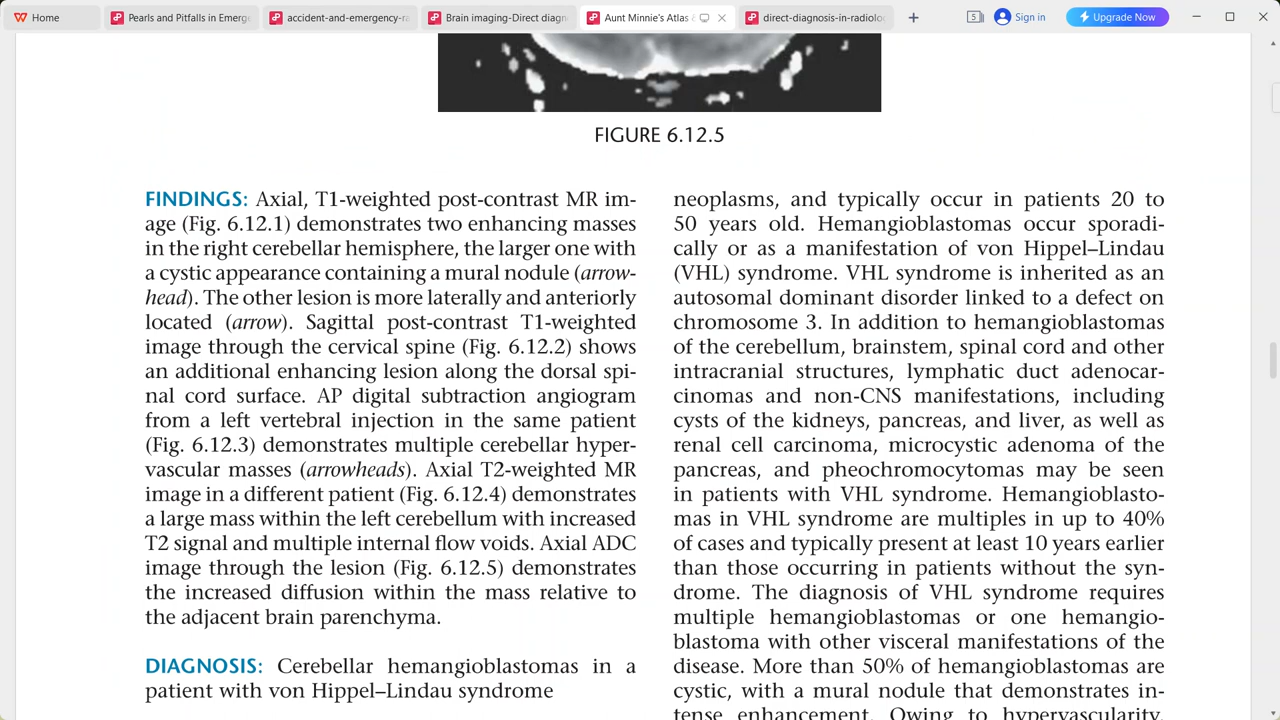 Home
Pearls and Pitfalls in Emerge
accident-and-emergency-ra
Brain imaging-Direct diagn
Aunt Minnie's Atlas &
direct-diagnosis-in-radiolo
5
Sign in
Upgrade Now
FIGURE 6.12.5
FINDINGS: Axial, T1-weighted post-contrast MR im-
age (Fig. 6.12.1) demonstrates two enhancing masses
in the right cerebellar hemisphere, the larger one with
a cystic appearance containing a mural nodule (arrow-
head). The other lesion is more laterally and anteriorly
located (arrow). Sagittal post-contrast T1-weighted
image through the cervical spine (Fig. 6.12.2) shows
an additional enhancing lesion along the dorsal spi-
nal cord surface. AP digital subtraction angiogram
from a left vertebral injection in the same patient
(Fig. 6.12.3) demonstrates multiple cerebellar hyper-
vascular masses (arrowheads). Axial T2-weighted MR
image in a different patient (Fig. 6.12.4) demonstrates
a large mass within the left cerebellum with increased
T2 signal and multiple internal flow voids. Axial ADC
image through the lesion (Fig. 6.12.5) demonstrates
the increased diffusion within the mass relative to
the adjacent brain parenchyma.
DIAGNOSIS: Cerebellar hemangioblastomas in a
patient with von Hippel–Lindau syndrome
neoplasms, and typically occur in patients 20 to
50 years old. Hemangioblastomas occur sporadi-
cally or as a manifestation of von Hippel–Lindau
(VHL) syndrome. VHL syndrome is inherited as an
autosomal dominant disorder linked to a defect on
chromosome 3. In addition to hemangioblastomas
of the cerebellum, brainstem, spinal cord and other
intracranial structures, lymphatic duct adenocar-
cinomas and non-CNS manifestations, including
cysts of the kidneys, pancreas, and liver, as well as
renal cell carcinoma, microcystic adenoma of the
pancreas, and pheochromocytomas may be seen
in patients with VHL syndrome. Hemangioblasto-
mas in VHL syndrome are multiples in up to 40%
of cases and typically present at least 10 years earlier
than those occurring in patients without the syn-
drome. The diagnosis of VHL syndrome requires
multiple hemangioblastomas or one hemangio-
blastoma with other visceral manifestations of the
disease. More than 50% of hemangioblastomas are
cystic, with a mural nodule that demonstrates in-
tense enhancement. Owing to hypervascularity,